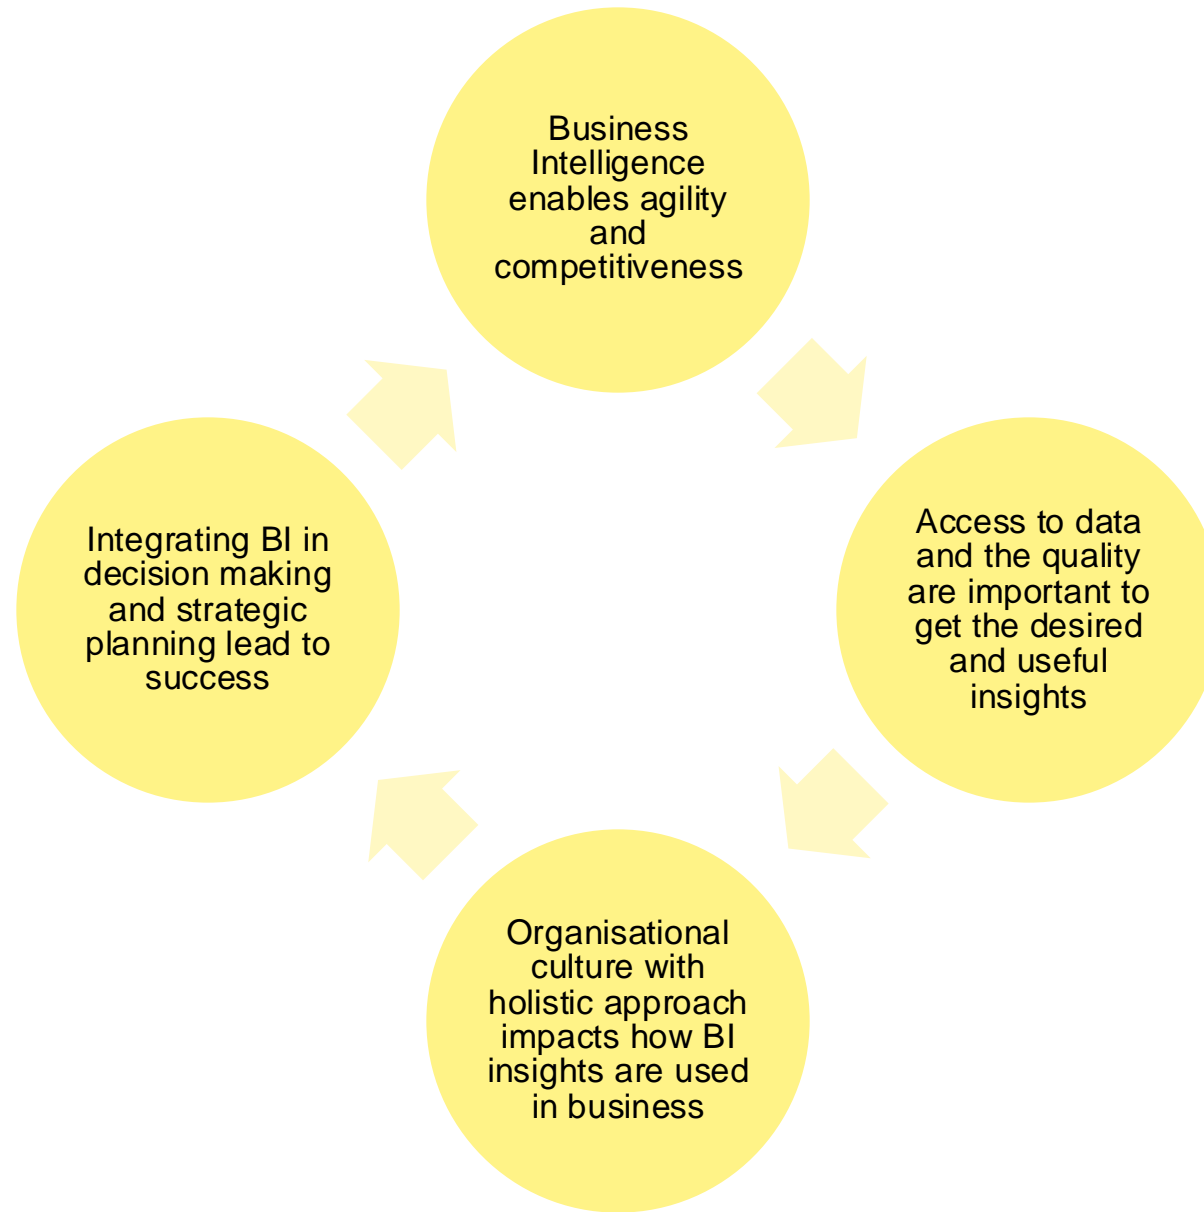 Business
Intelligence
enables agility
and
competitiveness
Access to data
and the quality
are important to
get the desired
and useful
insights
Organisational
culture with
holistic approach
impacts how BI
insights are used
in business
Integrating BI in
decision making
and strategic
planning lead to
success